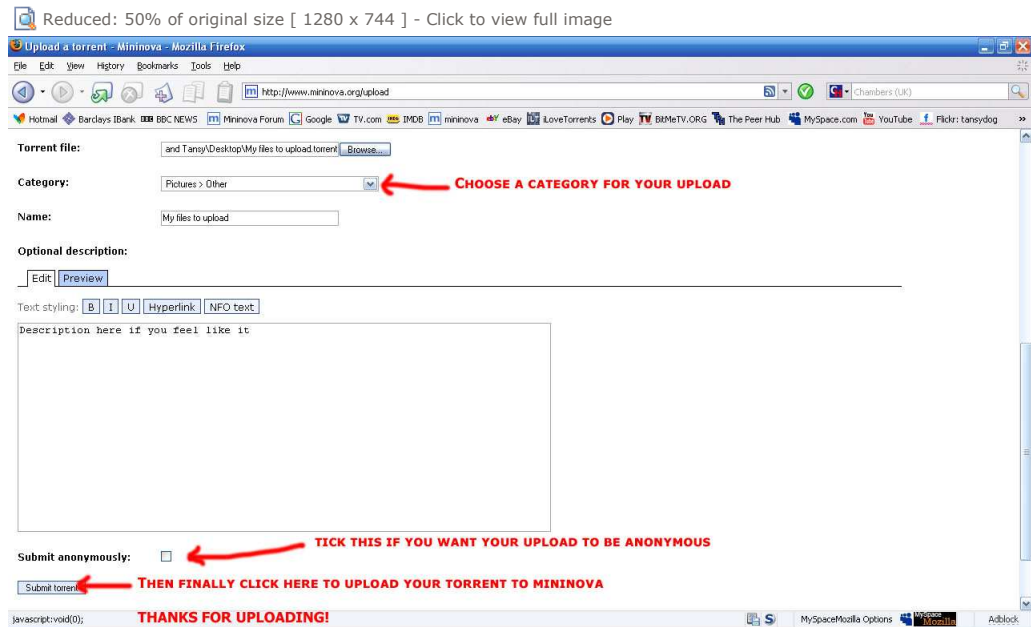 Reduced: 50% of original size [ 1280 x 744 ] - Click to view full image
Upload a torrent - Mininova - Mozilla Firefox
File Edit View History Bookmarks Tools Help
http://www.mininova.org/upload
Chambers (UK)
Hotmail Barclays IBank BBC NEWS Mininova Forum Google TV.com IMDB mininova eBay iLoveTorrents Play BitMeTV.ORG The Peer Hub MySpace.com YouTube Flickr: tansydog »
Torrent file: and Tansy\Desktop\My files to upload.torrent Browse...
Category: Pictures > Other CHOOSE A CATEGORY FOR YOUR UPLOAD
Name: My files to upload
Optional description:
Edit Preview
Text styling: B I U Hyperlink NFO text
Description here if you feel like it
TICK THIS IF YOU WANT YOUR UPLOAD TO BE ANONYMOUS
Submit anonymously:
Submit torrent THEN FINALLY CLICK HERE TO UPLOAD YOUR TORRENT TO MININOVA
javascript:void(0); THANKS FOR UPLOADING! MySpaceMozilla Options MySpace Mozilla Adblock